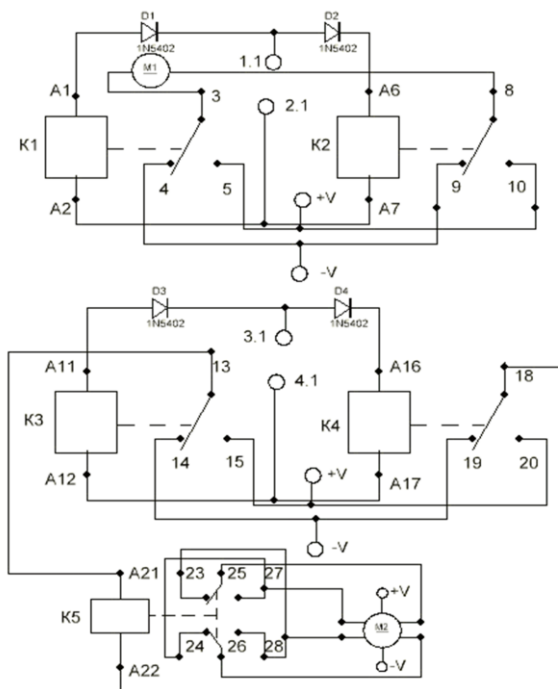 D1 D2
1N5402 1N5402
1.1
M1
A1 3 A6 8
2.1
K1 K2
4 5 9 10
+V
A2 A7
-V
D3 D4
1N5402 1N5402
3.1
A11 13 A16 18
4.1
K3 K4
14 15 19 20
+V
A12 A17
-V
A21 23 25 27
+V
K5 M2
24 26 28
A22 -V